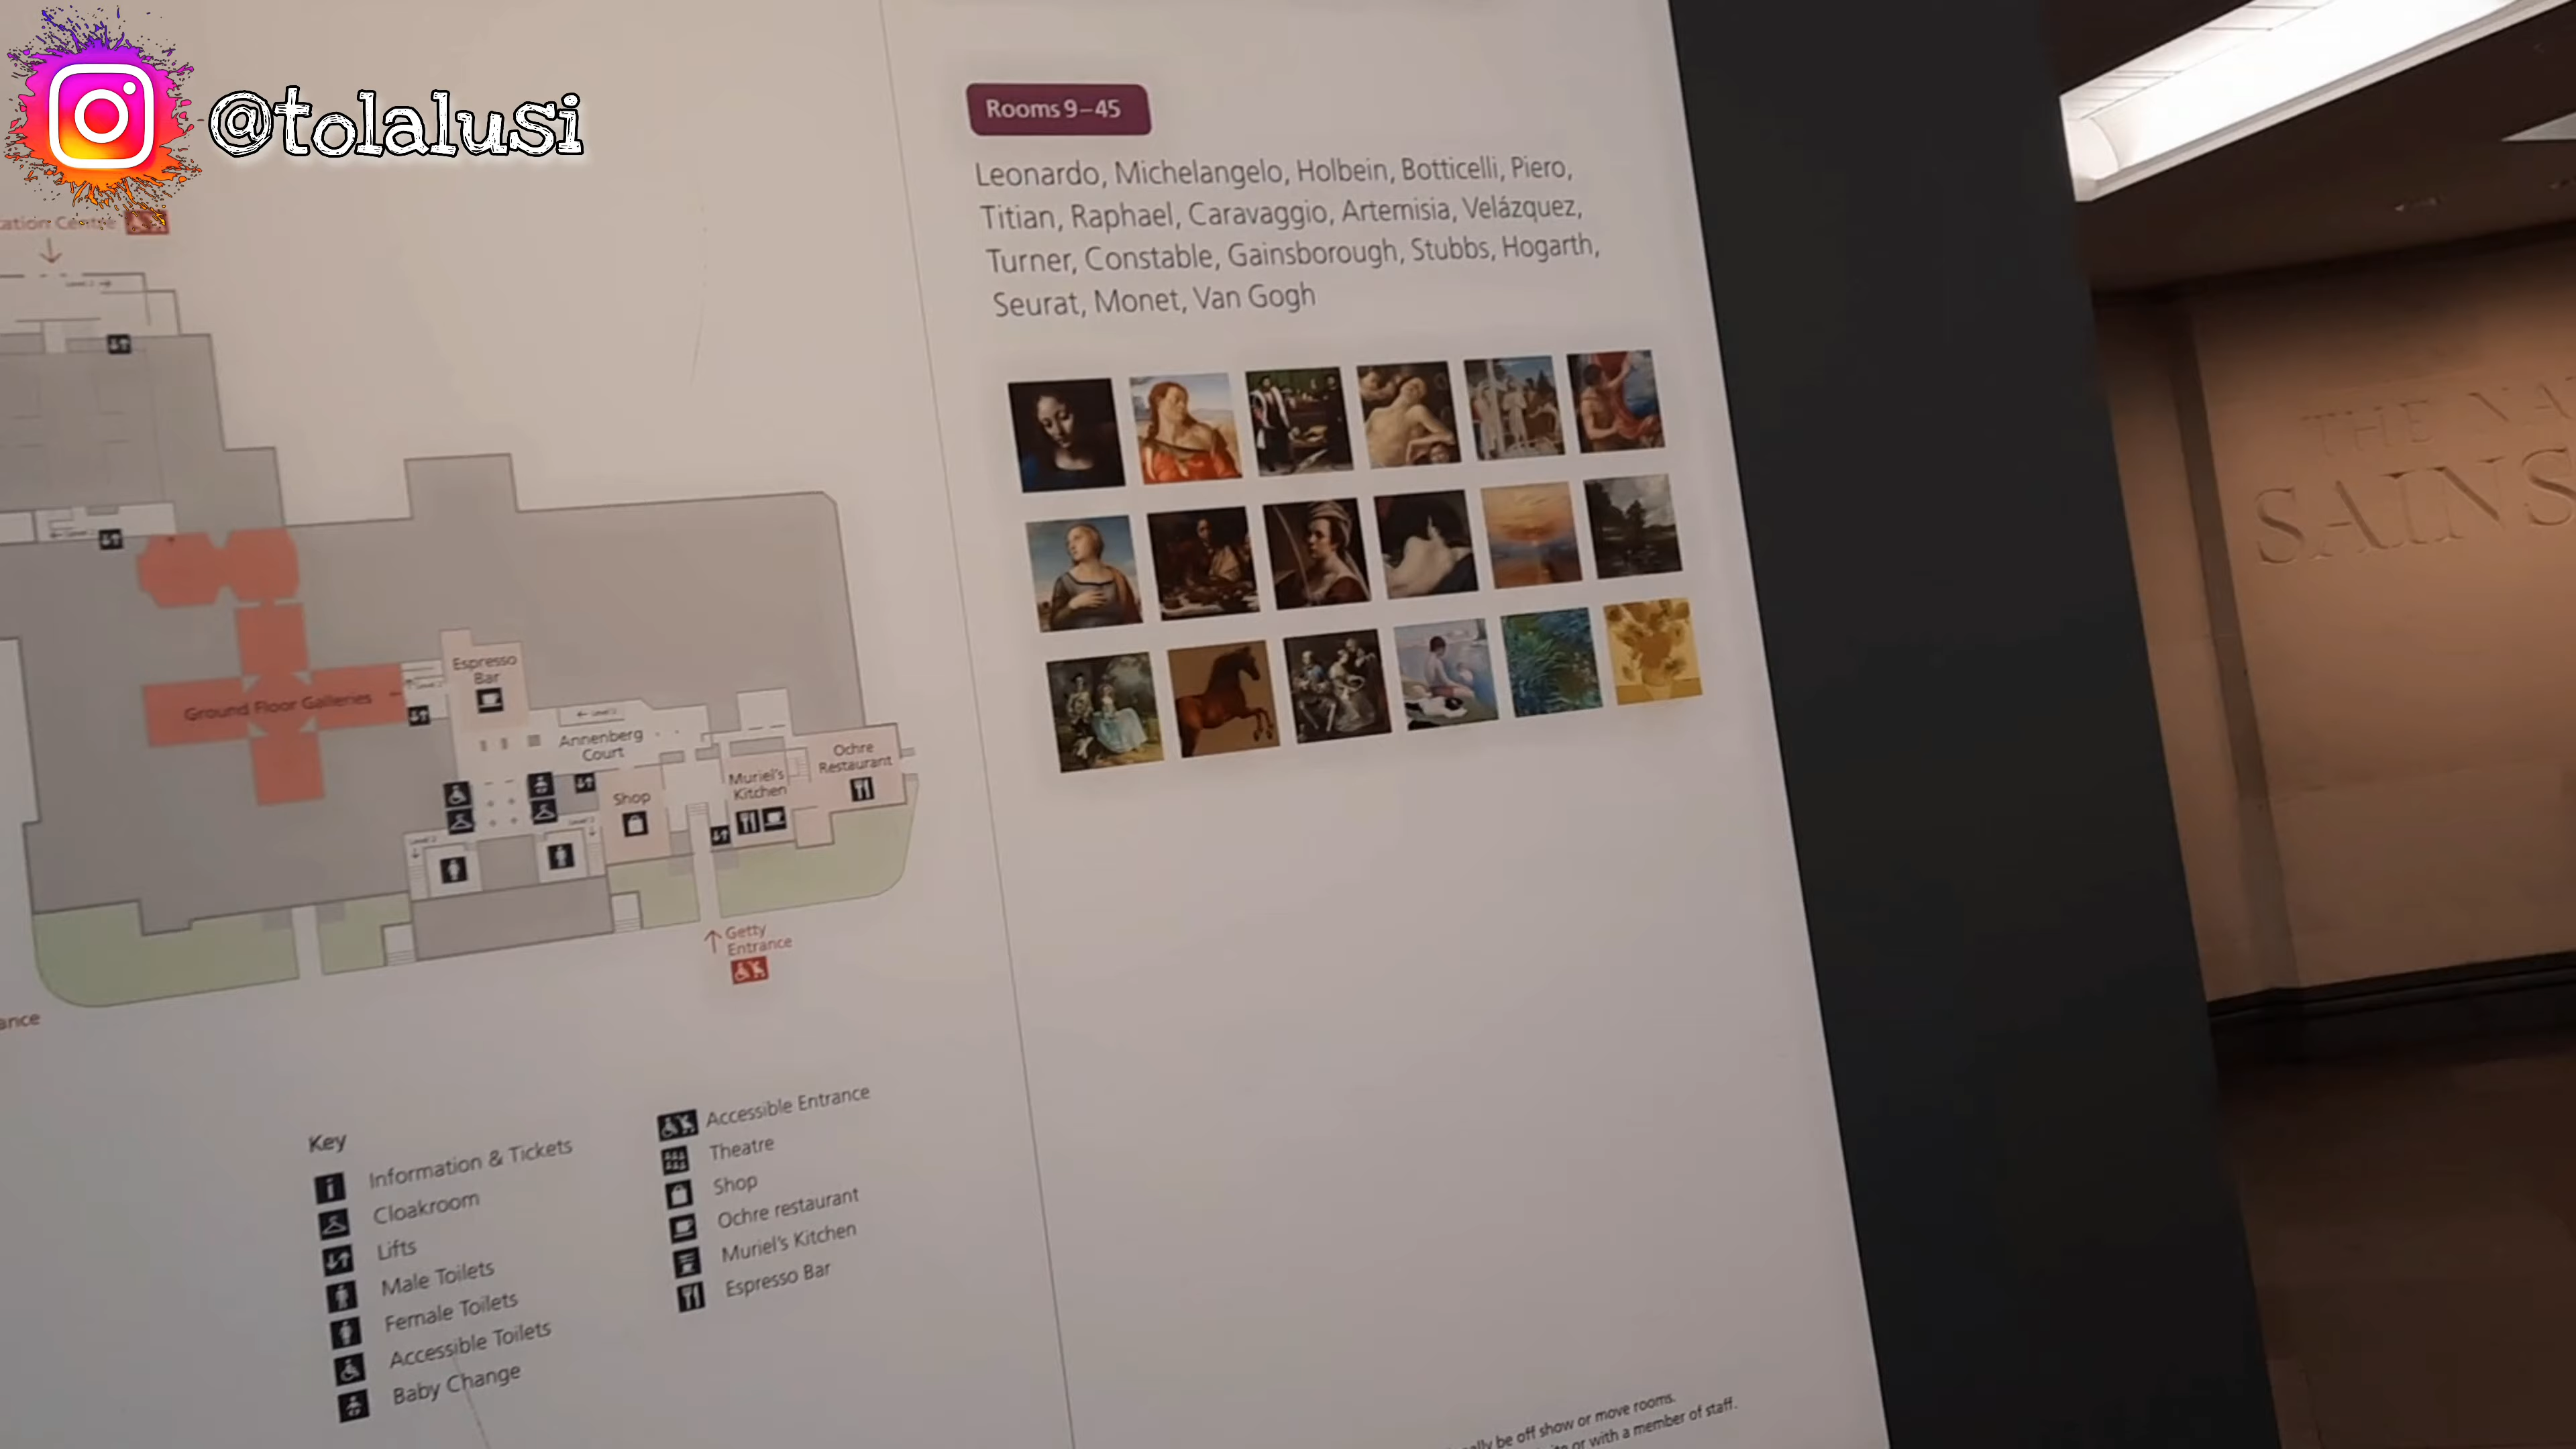 @tolalusi
Rooms 9–45
Leonardo, Michelangelo, Holbein, Botticelli, Piero,
Titian, Raphael, Caravaggio, Artemisia, Velázquez,
Turner, Constable, Gainsborough, Stubbs, Hogarth,
Seurat, Monet, Van Gogh
Espresso
Bar
Ground Floor Galleries
Annenberg
Court
Shop
Muriel's
Kitchen
Ochre
Restaurant
Getty
Entrance
Key
Information & Tickets
Cloakroom
Lifts
Male Toilets
Female Toilets
Accessible Toilets
Baby Change
Accessible Entrance
Theatre
Shop
Ochre restaurant
Muriel's Kitchen
Espresso Bar
be off show or move rooms.
or with a member of staff.
THE NA
SAINS